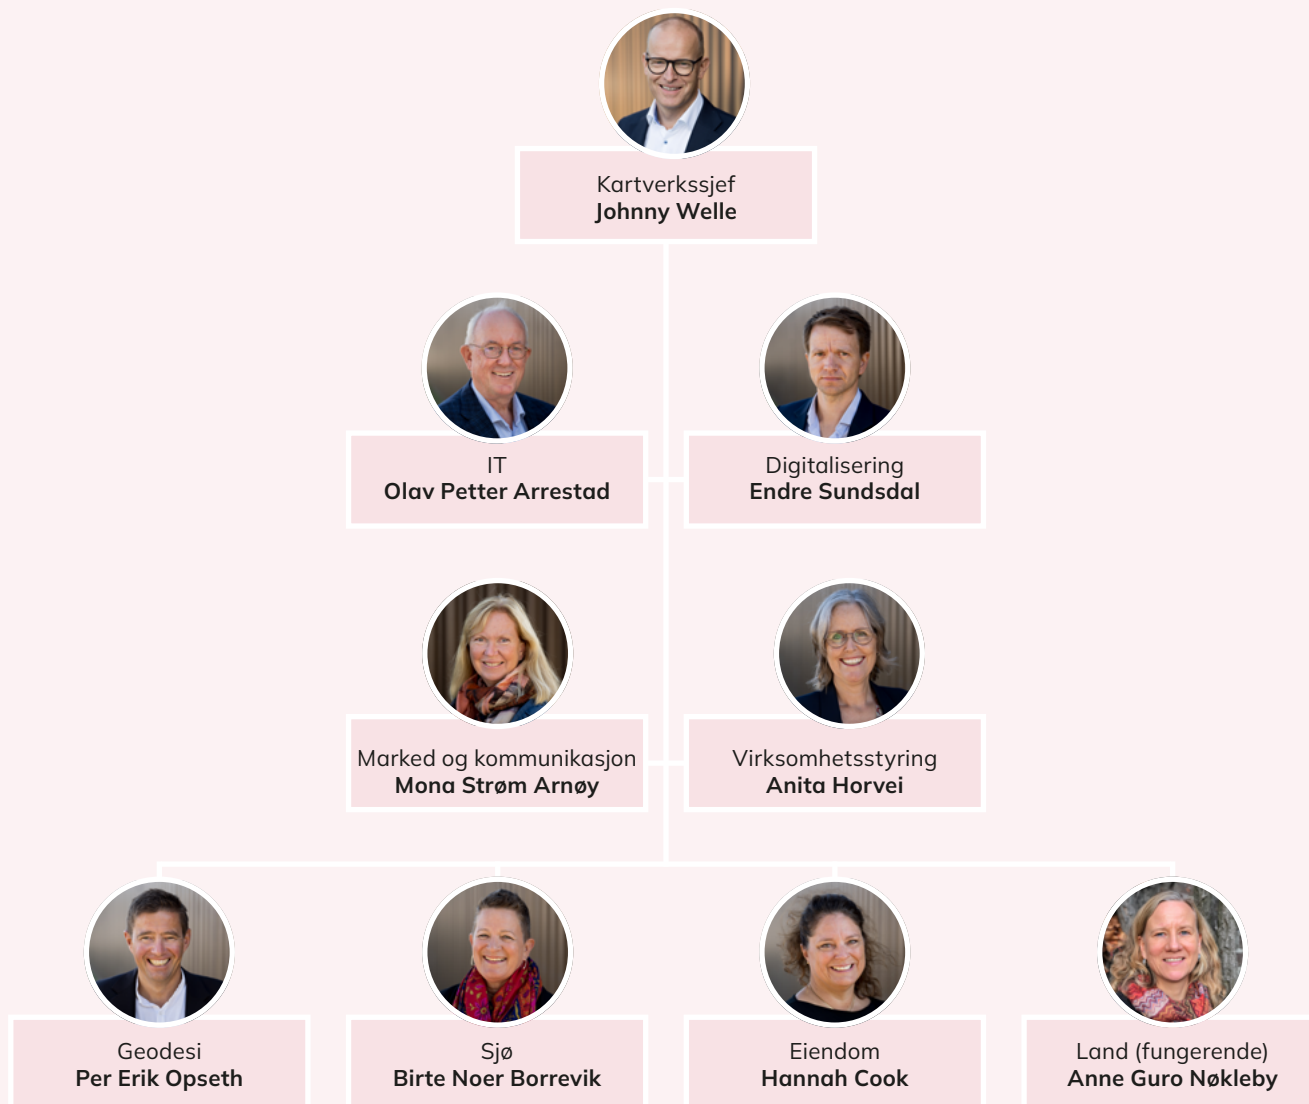 Kartverkssjef
Johnny Welle
IT
Olav Petter Arrestad
Digitalisering
Endre Sundsdal
Marked og kommunikasjon
Mona Strøm Arnøy
Virksomhetsstyring
Anita Horvei
Geodesi
Per Erik Opseth
Sjø
Birte Noer Borrevik
Eiendom
Hannah Cook
Land (fungerende)
Anne Guro Nøkleby